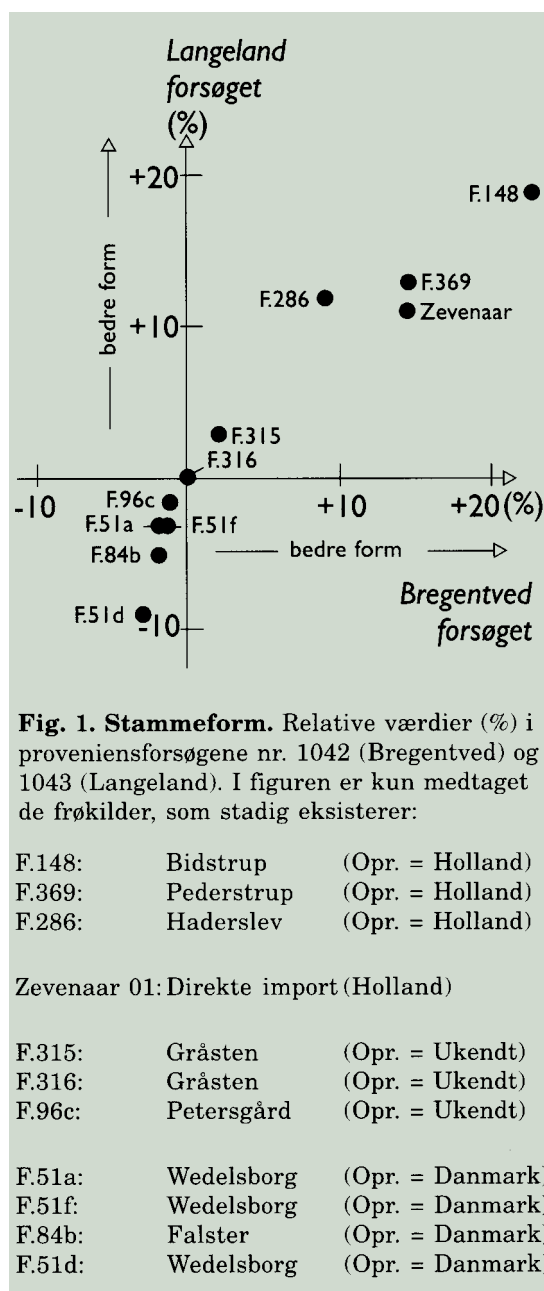 Langeland
forsøget
(%)
+20
F.148
bedre form
F.369
F.286
Zevenaar
+10
F.315
F.316
-10
F.96c
+10
+20(%)
F.51a
F.51f
F.84b
bedre form
F.51d
-10
Bregentved
forsøget
Fig. 1. Stammeform. Relative værdier (%) i
proveniensforsøgene nr. 1042 (Bregentved) og
1043 (Langeland). I figuren er kun medtaget
de frøkilder, som stadig eksisterer:
F.148: Bidstrup (Opr. = Holland)
F.369: Pederstrup (Opr. = Holland)
F.286: Haderslev (Opr. = Holland)
Zevenaar 01: Direkte import (Holland)
F.315: Gråsten (Opr. = Ukendt)
F.316: Gråsten (Opr. = Ukendt)
F.96c: Petersgård (Opr. = Ukendt)
F.51a: Wedelsborg (Opr. = Danmark)
F.51f: Wedelsborg (Opr. = Danmark)
F.84b: Falster (Opr. = Danmark)
F.51d: Wedelsborg (Opr. = Danmark)